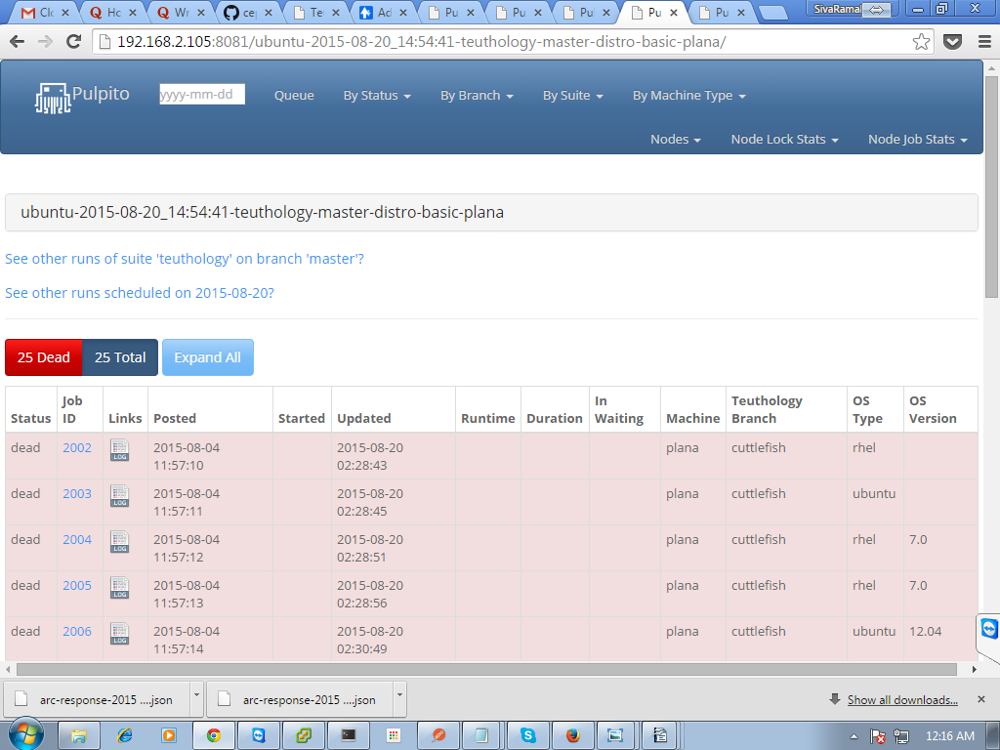 Clo Ho Wr cep Te Ad Pu Pu Pul Pu Pu SivaRamal
192.168.2.105:8081/ubuntu-2015-08-20_14:54:41-teuthology-master-distro-basic-plana/
Pulpito yyyy-mm-dd Queue By Status By Branch By Suite By Machine Type
Nodes Node Lock Stats Node Job Stats
ubuntu-2015-08-20_14:54:41-teuthology-master-distro-basic-plana
See other runs of suite 'teuthology' on branch 'master'?
See other runs scheduled on 2015-08-20?
25 Dead 25 Total Expand All
Status Job ID Links Posted Started Updated Runtime Duration In Waiting Machine Teuthology Branch OS Type OS Version
dead 2002 LOG 2015-08-04 11:57:10 2015-08-20 02:28:43 plana cuttlefish rhel
dead 2003 LOG 2015-08-04 11:57:11 2015-08-20 02:28:45 plana cuttlefish ubuntu
dead 2004 LOG 2015-08-04 11:57:12 2015-08-20 02:28:51 plana cuttlefish rhel 7.0
dead 2005 LOG 2015-08-04 11:57:13 2015-08-20 02:28:56 plana cuttlefish rhel 7.0
dead 2006 LOG 2015-08-04 11:57:14 2015-08-20 02:30:49 plana cuttlefish ubuntu 12.04
arc-response-2015 ....json arc-response-2015 ....json Show all downloads...
12:16 AM